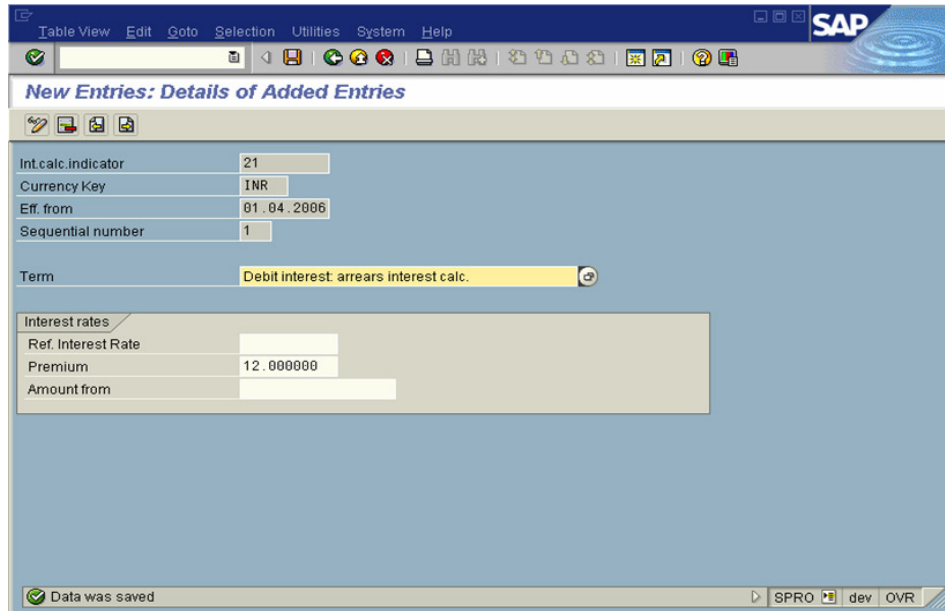 Table View Edit Goto Selection Utilities System Help
SAP
New Entries: Details of Added Entries
Int.calc.indicator 21
Currency Key INR
Eff. from 01.04.2006
Sequential number 1
Term Debit interest: arrears interest calc.
Interest rates
Ref. Interest Rate
Premium 12.000000
Amount from
Data was saved SPRO dev OVR